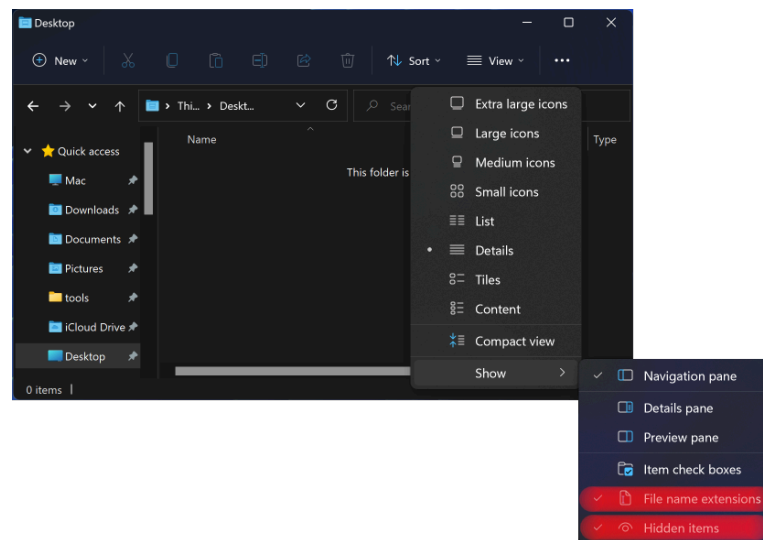 Desktop
New
Sort
View
Thi...
Deskt...
Sear
Extra large icons
Large icons
Medium icons
Small icons
List
Details
Tiles
Content
Compact view
Show
Name
Type
This folder is
Quick access
Mac
Downloads
Documents
Pictures
tools
iCloud Drive
Desktop
0 items
Navigation pane
Details pane
Preview pane
Item check boxes
File name extensions
Hidden items